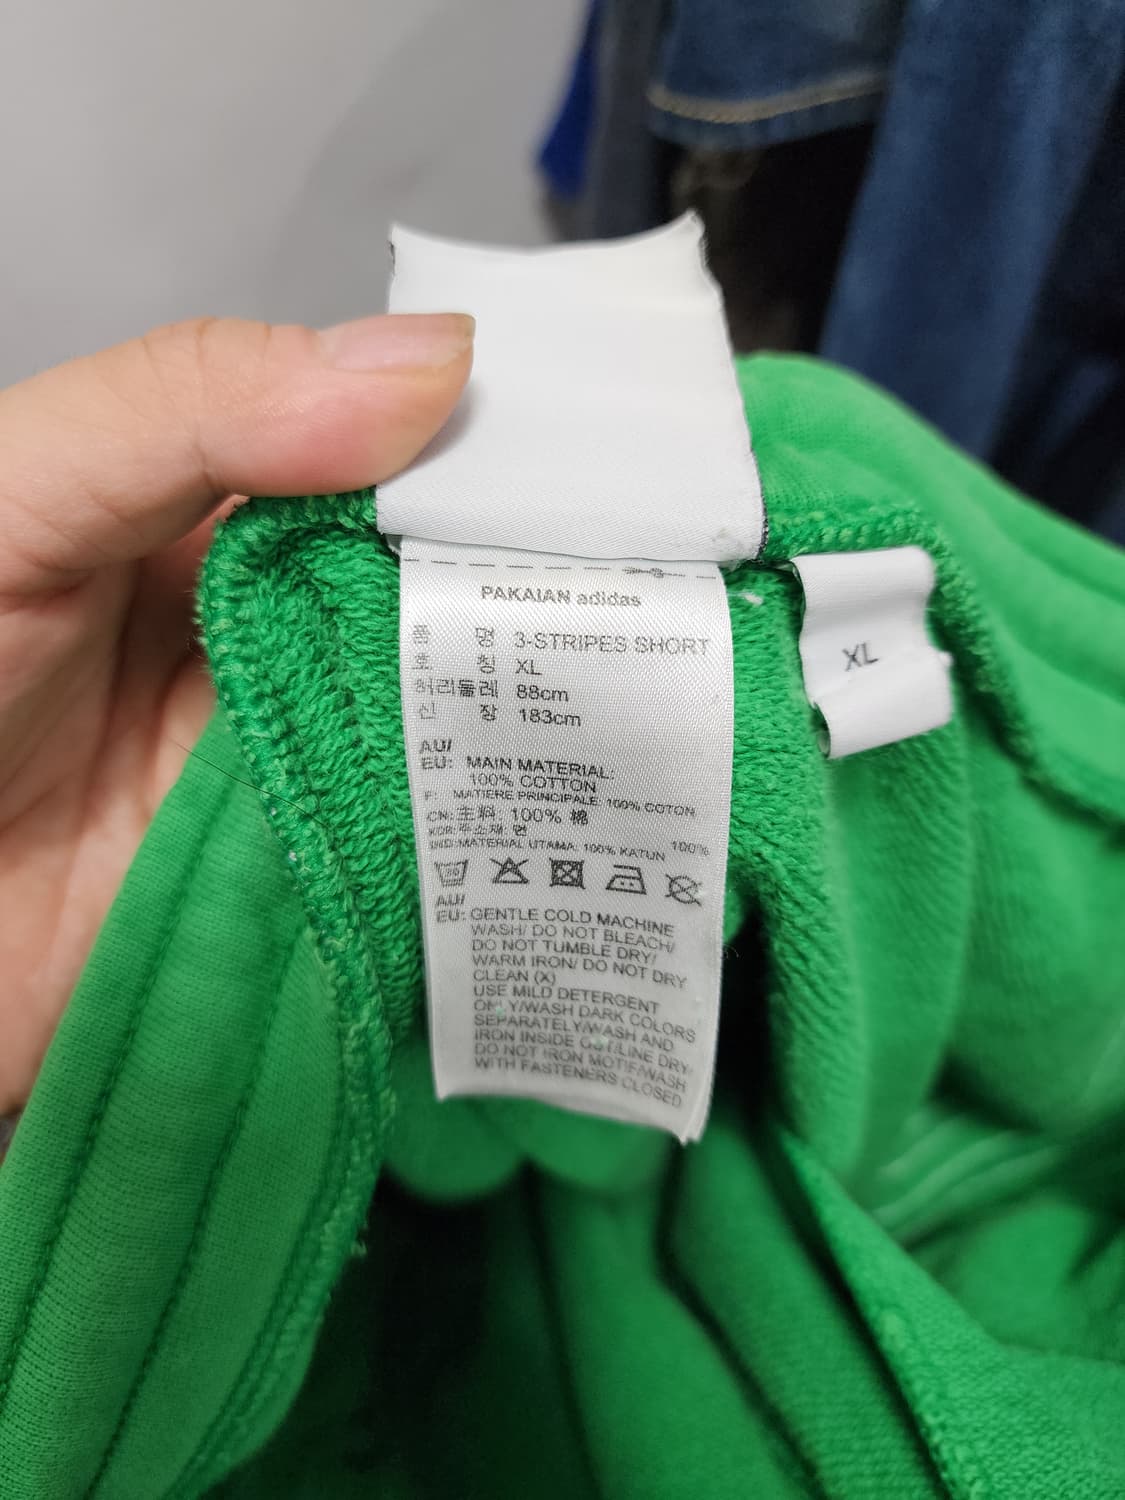 PAKAIAN adidas
품 명 3-STRIPES SHORT
호 칭 XL
허리둘레 88cm
신 장 183cm
AU/
EU: MAIN MATERIAL:
100% COTTON
F: MATIERE PRINCIPALE: 100% COTON
CN: 主料: 100% 棉
KOR: 주소재: 면 100%
IND: MATERIAL UTAMA: 100% KATUN
30
AU/
EU: GENTLE COLD MACHINE
WASH/ DO NOT BLEACH/
DO NOT TUMBLE DRY/
WARM IRON/ DO NOT DRY
CLEAN (X)
USE MILD DETERGENT
ONLY/WASH DARK COLORS
SEPARATELY/WASH AND
IRON INSIDE OUT/LINE DRY/
DO NOT IRON MOTIF/WASH
WITH FASTENERS CLOSED
XL